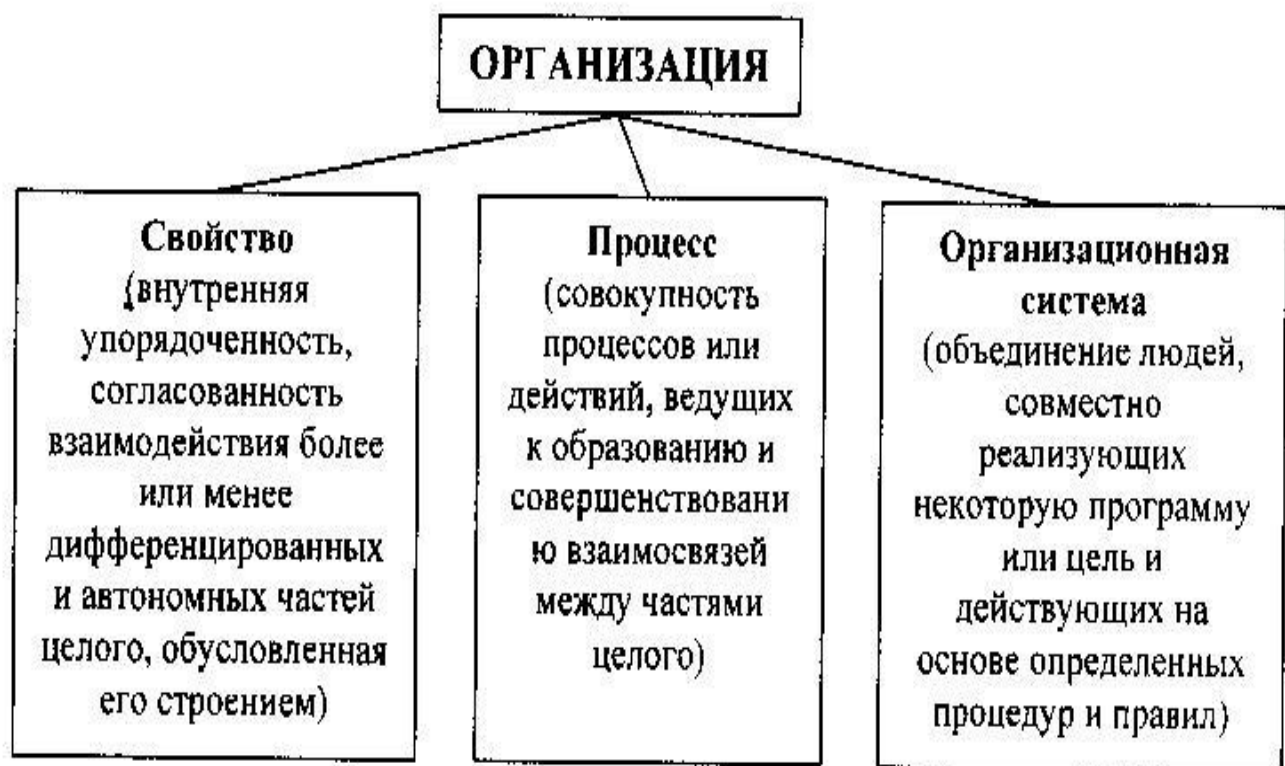 ОРГАНИЗАЦИЯ
Свойство
(внутренняя
упорядоченность,
согласованность
взаимодействия более
или менее
дифференцированных
и автономных частей
целого, обусловленная
его строением)
Процесс
(совокупность
процессов или
действий, ведущих
к образованию и
совершенствовани
ю взаимосвязей
между частями
целого)
Организационная
система
(объединение людей,
совместно
реализующих
некоторую программу
или цель и
действующих на
основе определенных
процедур и правил)